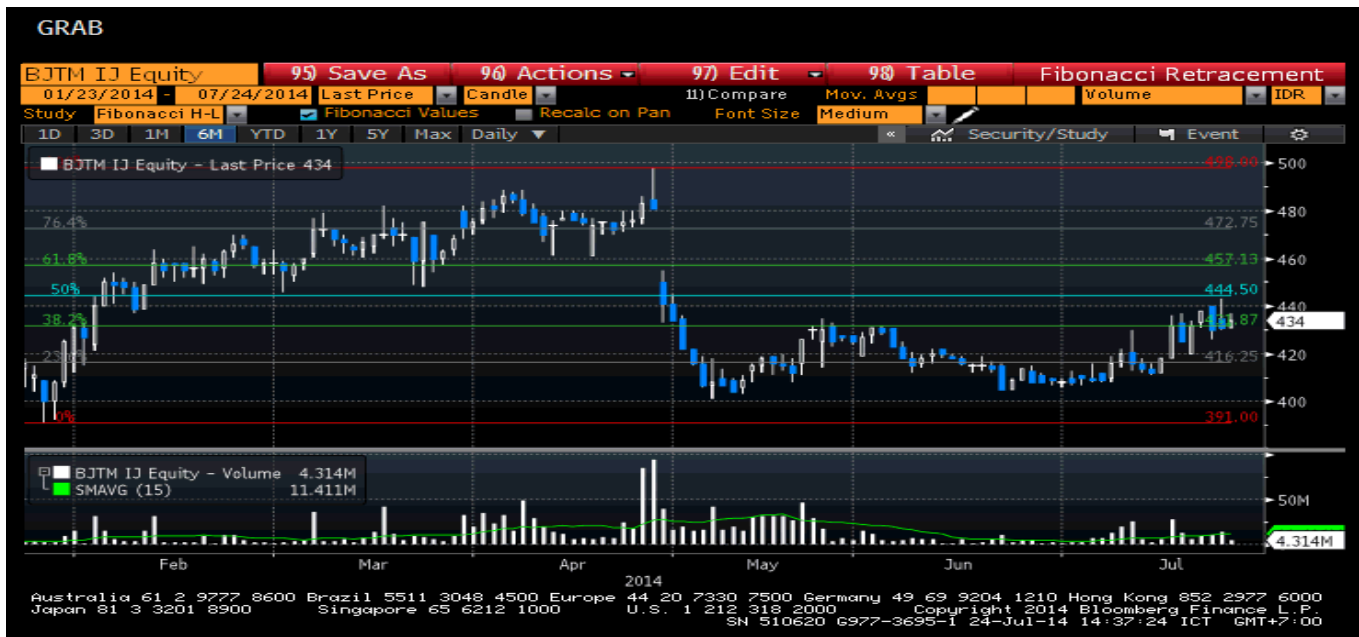 GRAB
BJTM IJ Equity 95) Save As 96) Actions 97) Edit 98) Table Fibonacci Retracement
01/23/2014 - 07/24/2014 Last Price Candle 11) Compare Mov. Avgs Volume IDR
Study Fibonacci H-L Fibonacci Values Recalc on Pan Font Size Medium
1D 3D 1M 6M YTD 1Y 5Y Max Daily ▼ « Security/Study Event
BJTM IJ Equity - Last Price 434
498.00 500
480
76.4% 472.75
61.8% 457.13 460
50% 444.50
440
38.2% 434
420
416.25
400
0% 391.00
BJTM IJ Equity - Volume 4.314M
SMAVG (15) 11.411M
50M
4.314M
Feb Mar Apr May Jun Jul
2014
Australia 61 2 9777 8600 Brazil 5511 3048 4500 Europe 44 20 7330 7500 Germany 49 69 9204 1210 Hong Kong 852 2977 6000
Japan 81 3 3201 8900 Singapore 65 6212 1000 U.S. 1 212 318 2000 Copyright 2014 Bloomberg Finance L.P.
SN 510620 G977-3695-1 24-Jul-14 14:37:24 ICT GMT+7:00